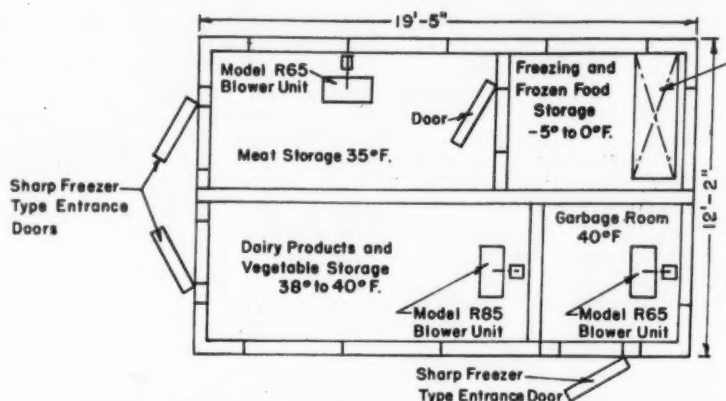 19'-5"
Model R65
Blower Unit
Freezing and
Frozen Food
Storage
-5° to 0°F.
Door
Meat Storage 35°F.
Sharp Freezer
Type Entrance
Doors
12'-2"
Garbage Room
40°F
Dairy Products and
Vegetable Storage
38° to 40°F.
Model R85
Blower Unit
Model R65
Blower Unit
Sharp Freezer
Type Entrance Door